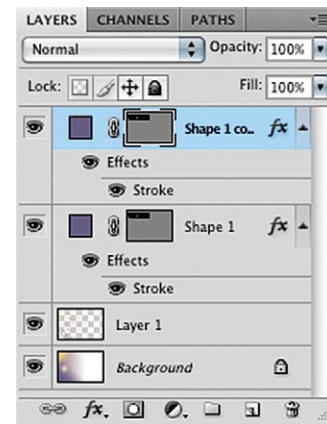 LAYERS CHANNELS PATHS
Normal Opacity: 100%
Lock: Fill: 100%
Shape 1 co... fx
Effects
Stroke
Shape 1 fx
Effects
Stroke
Layer 1
Background
fx.